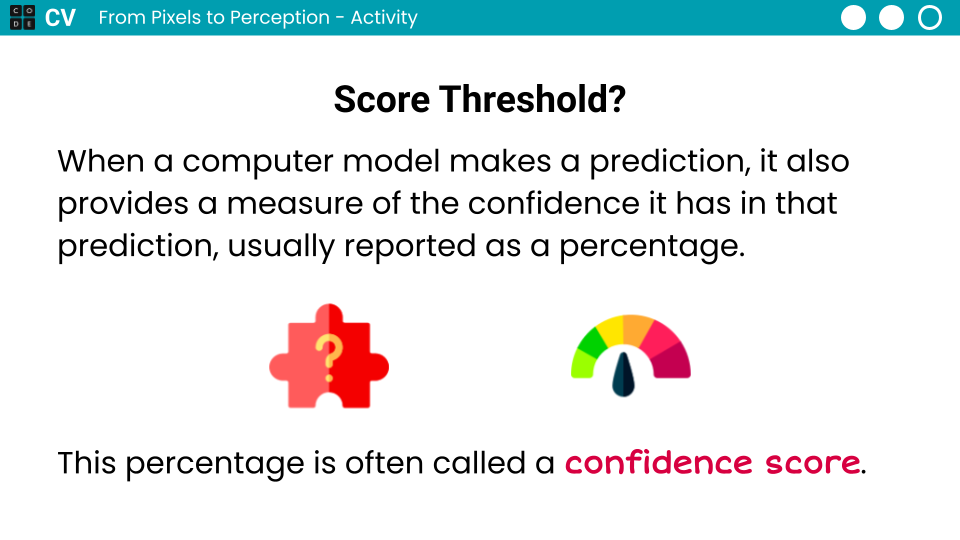 CODE CV From Pixels to Perception - Activity
Score Threshold?
When a computer model makes a prediction, it also
provides a measure of the confidence it has in that
prediction, usually reported as a percentage.
?
This percentage is often called a confidence score.